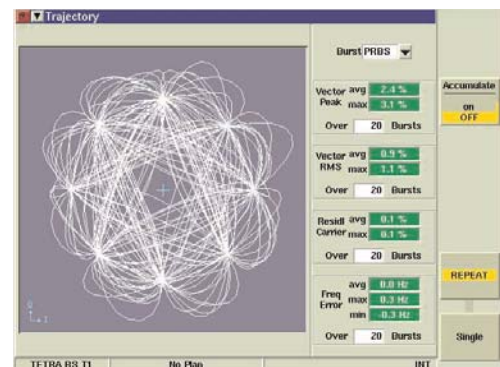 Trajectory
Burst PRBS
Vector Peak avg 2.4 %
max 3.1 %
Over 20 Bursts
Vector RMS avg 0.9 %
max 1.1 %
Over 20 Bursts
Residl Carrier avg 0.1 %
max 0.1 %
Over 20 Bursts
Freq Error avg 0.0 Hz
max 0.3 Hz
min -0.3 Hz
Over 20 Bursts
Accumulate
on
OFF
REPEAT
Single
Q
I
TETRA BS T1 No Plan INT